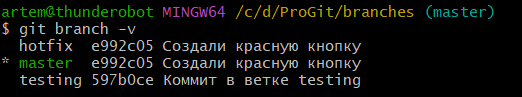 artem@thunderobot MINGW64 /c/d/ProGit/branches (master)
$ git branch -v
  hotfix  e992c05 Создали красную кнопку
* master  e992c05 Создали красную кнопку
  testing 597b0ce Коммит в ветке testing